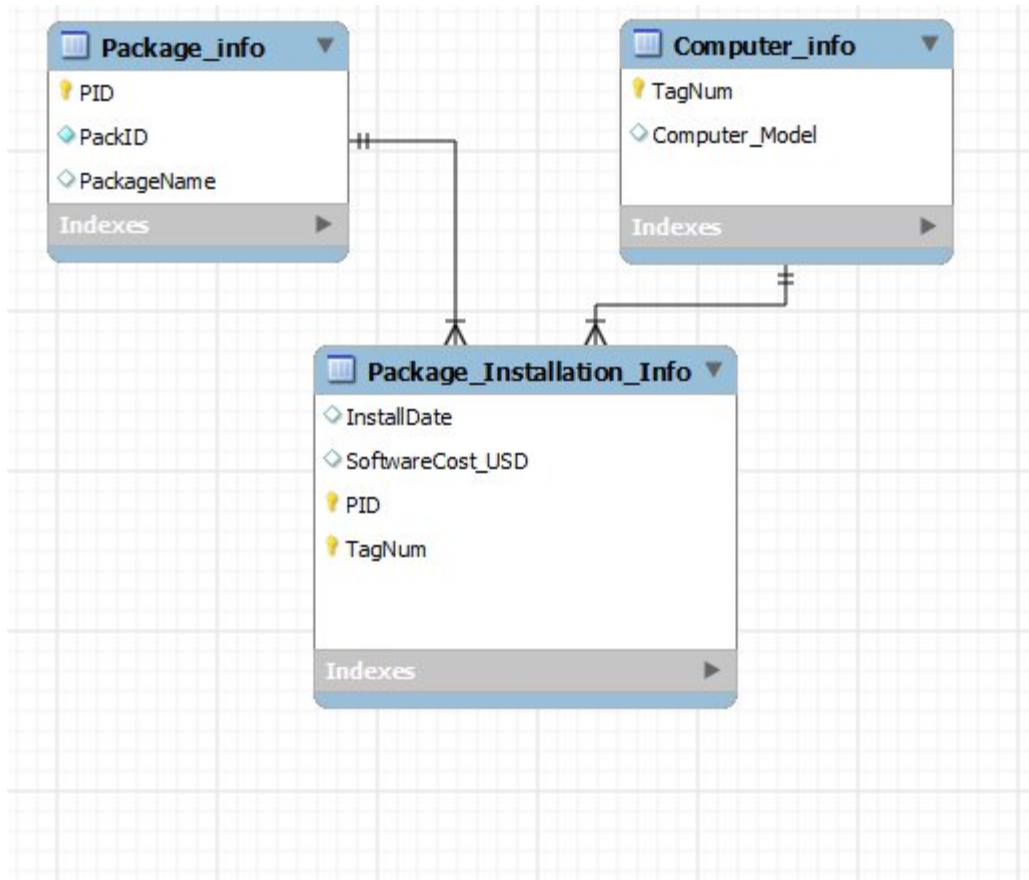 Package_info
PID
PackID
PackageName
Indexes
Computer_info
TagNum
Computer_Model
Indexes
Package_Installation_Info
InstallDate
SoftwareCost_USD
PID
TagNum
Indexes